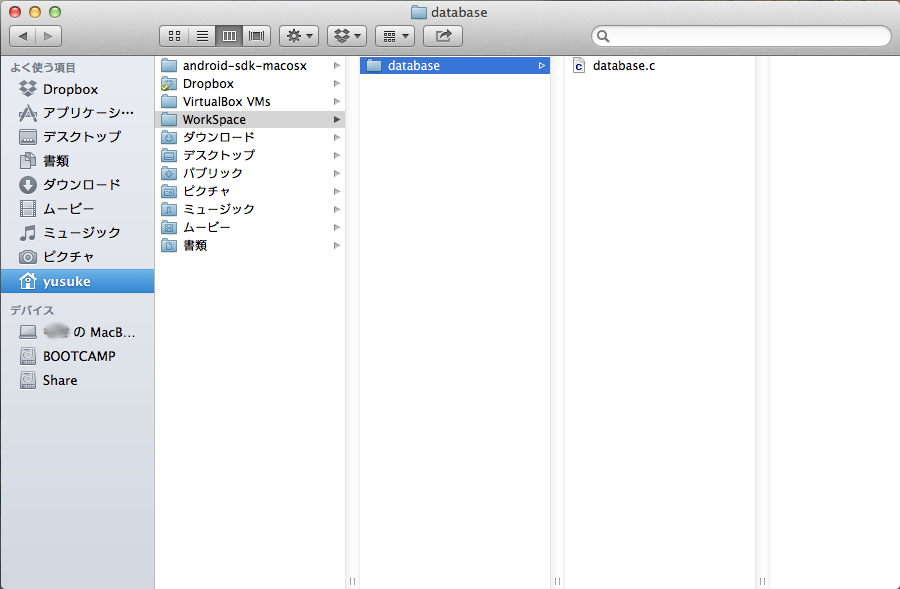 database
よく使う項目
Dropbox
アプリケーシ…
デスクトップ
書類
ダウンロード
ムービー
ミュージック
ピクチャ
yusuke
デバイス
の MacB…
BOOTCAMP
Share
android-sdk-macosx
Dropbox
VirtualBox VMs
WorkSpace
ダウンロード
デスクトップ
パブリック
ピクチャ
ミュージック
ムービー
書類
database
database.c